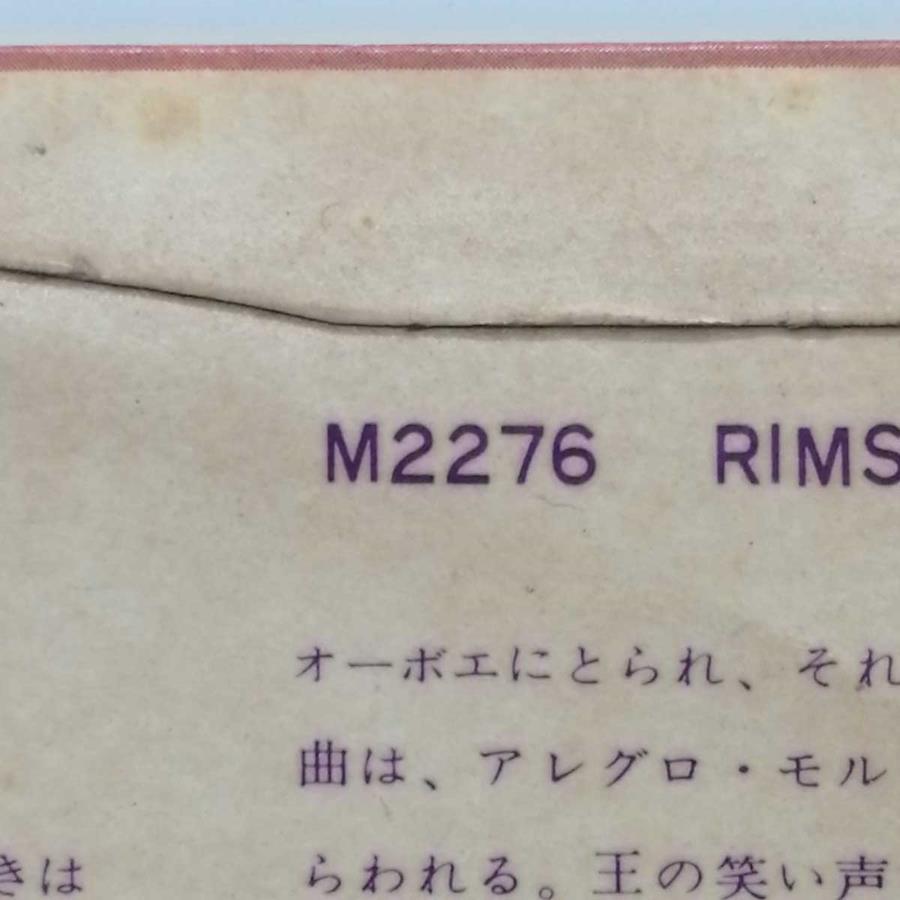 M2276 RIMS
オーボエにとられ、それ
曲は、アレグロ・モル
きは
らわれる。王の笑い声